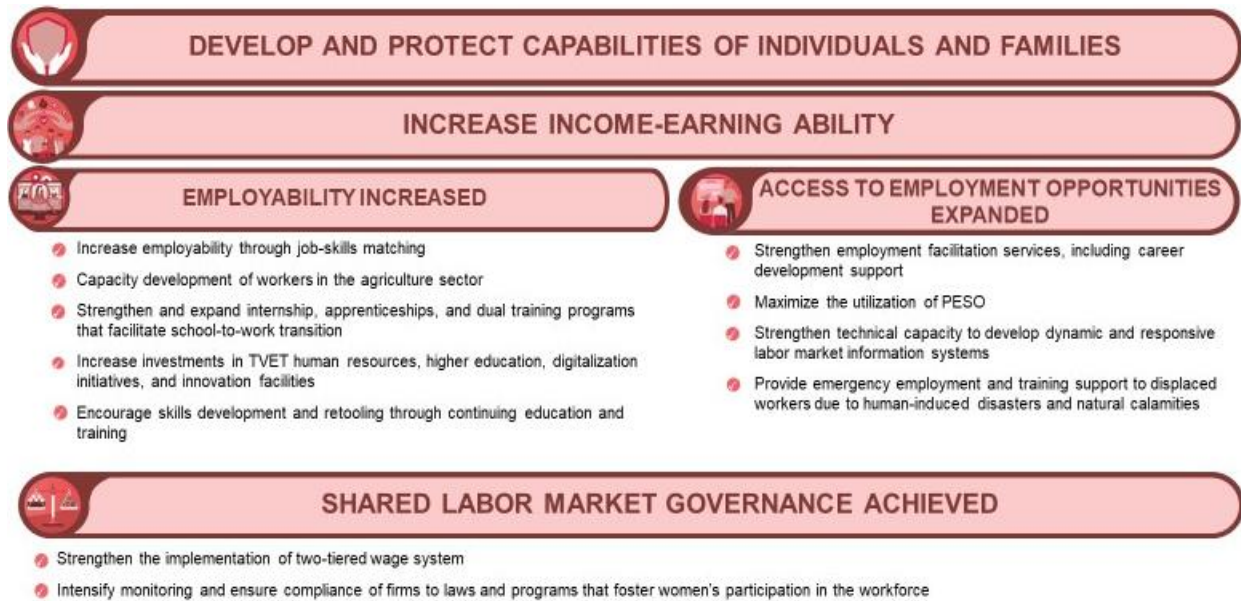 DEVELOP AND PROTECT CAPABILITIES OF INDIVIDUALS AND FAMILIES
INCREASE INCOME-EARNING ABILITY
EMPLOYABILITY INCREASED
Increase employability through job-skills matching
Capacity development of workers in the agriculture sector
Strengthen and expand internship, apprenticeships, and dual training programs
that facilitate school-to-work transition
Increase investments in TVET human resources, higher education, digitalization
initiatives, and innovation facilities
Encourage skills development and retooling through continuing education and
training
ACCESS TO EMPLOYMENT OPPORTUNITIES
EXPANDED
Strengthen employment facilitation services, including career
development support
Maximize the utilization of PESO
Strengthen technical capacity to develop dynamic and responsive
labor market information systems
Provide emergency employment and training support to displaced
workers due to human-induced disasters and natural calamities
SHARED LABOR MARKET GOVERNANCE ACHIEVED
Strengthen the implementation of two-tiered wage system
Intensify monitoring and ensure compliance of firms to laws and programs that foster women's participation in the workforce